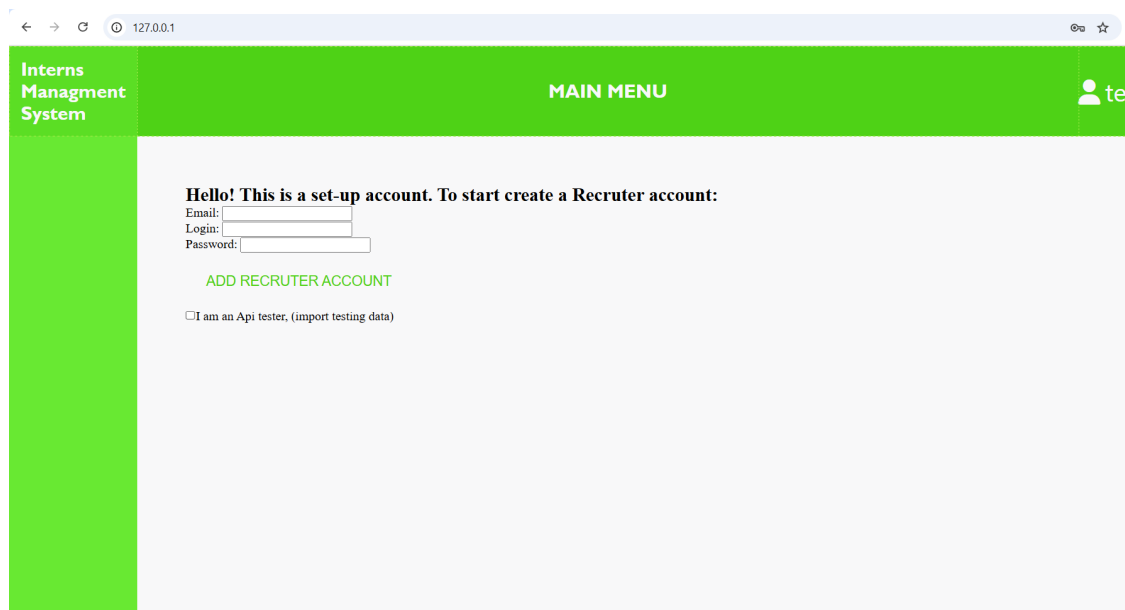 127.0.0.1
Interns
Managment
System
MAIN MENU
te
Hello! This is a set-up account. To start create a Recruter account:
Email:
Login:
Password:
ADD RECRUTER ACCOUNT
I am an Api tester, (import testing data)